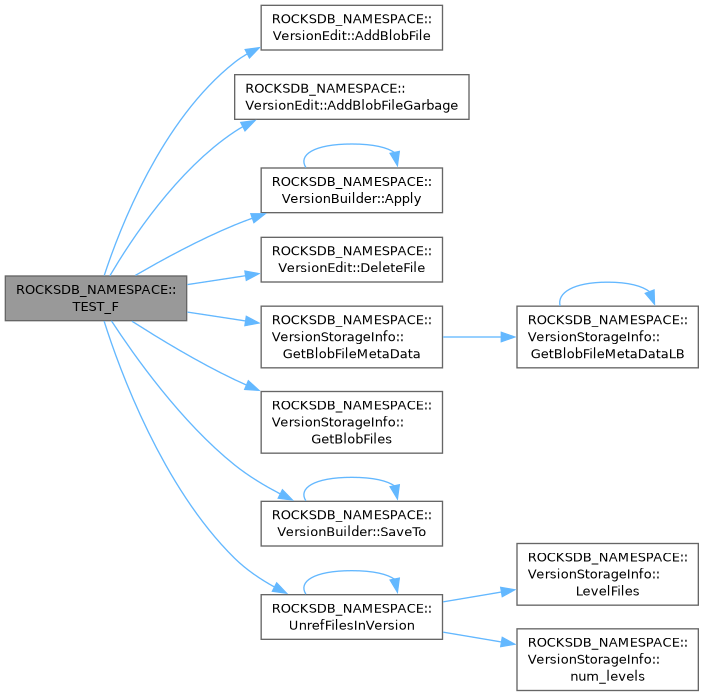 ROCKSDB_NAMESPACE::
VersionEdit::AddBlobFile
ROCKSDB_NAMESPACE::
VersionEdit::AddBlobFileGarbage
ROCKSDB_NAMESPACE::
VersionBuilder::Apply
ROCKSDB_NAMESPACE::
VersionEdit::DeleteFile
ROCKSDB_NAMESPACE::
TEST_F
ROCKSDB_NAMESPACE::
VersionStorageInfo::
GetBlobFileMetaData
ROCKSDB_NAMESPACE::
VersionStorageInfo::
GetBlobFileMetaDataLB
ROCKSDB_NAMESPACE::
VersionStorageInfo::
GetBlobFiles
ROCKSDB_NAMESPACE::
VersionBuilder::SaveTo
ROCKSDB_NAMESPACE::
UnrefFilesInVersion
ROCKSDB_NAMESPACE::
VersionStorageInfo::
LevelFiles
ROCKSDB_NAMESPACE::
VersionStorageInfo::
num_levels